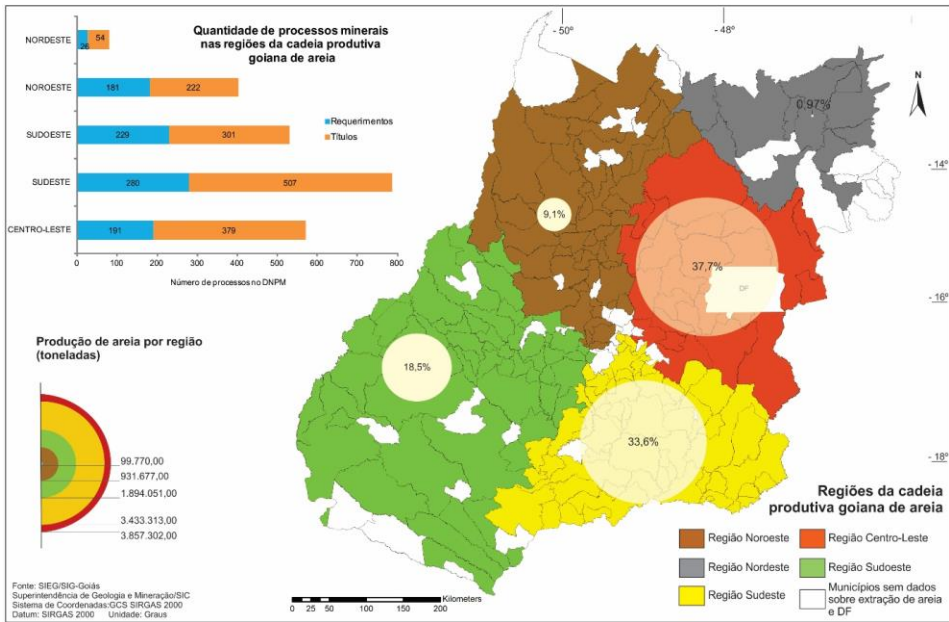 Quantidade de processos minerais
nas regiões da cadeia produtiva
goiana de areia
NORDESTE
26
54
NOROESTE
181
222
SUDOESTE
229
301
SUDESTE
280
507
CENTRO-LESTE
191
379
Requerimentos
Títulos
0
100
200
300
400
500
600
700
800
Número de processos no DNPM
- 50°
- 48°
N
- 14°
- 16°
- 18°
0,97%
9,1%
37,7%
DF
18,5%
33,6%
Produção de areia por região
(toneladas)
99.770,00
931.677,00
1.894.051,00
3.433.313,00
3.857.302,00
Regiões da cadeia
produtiva goiana de areia
Região Noroeste
Região Centro-Leste
Região Nordeste
Região Sudoeste
Região Sudeste
Municípios sem dados
sobre extração de areia
e DF
Fonte: SIEG/SIG-Goiás
Superintendência de Geologia e Mineração/SIC
Sistema de Coordenadas:GCS SIRGAS 2000
Datum: SIRGAS 2000 Unidade: Graus
Kilometers
0 25 50 100 150 200